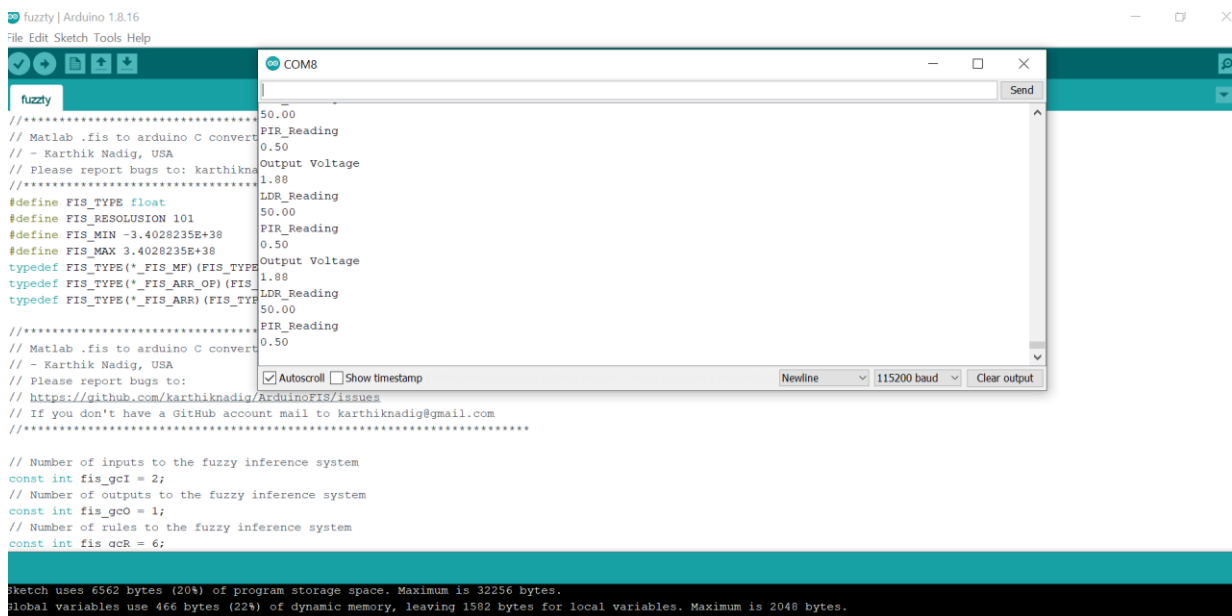 fuzzty | Arduino 1.8.16
File Edit Sketch Tools Help
fuzzty
COM8
Send
50.00
PIR_Reading
0.50
Output Voltage
1.88
LDR_Reading
50.00
PIR_Reading
0.50
Output Voltage
1.88
LDR_Reading
50.00
PIR_Reading
0.50
Autoscroll Show timestamp Newline 115200 baud Clear output
//*********************************
// Matlab .fis to arduino C convert
// - Karthik Nadig, USA
// Please report bugs to: karthikna
//*********************************
#define FIS_TYPE float
#define FIS_RESOLUSION 101
#define FIS_MIN -3.4028235E+38
#define FIS_MAX 3.4028235E+38
typedef FIS_TYPE(*_FIS_MF)(FIS_TYPE
typedef FIS_TYPE(*_FIS_ARR_OP)(FIS_
typedef FIS_TYPE(*_FIS_ARR)(FIS_TYP
//*********************************
// Matlab .fis to arduino C convert
// - Karthik Nadig, USA
// Please report bugs to:
// https://github.com/karthiknadig/ArduinoFIS/issues
// If you don't have a GitHub account mail to karthiknadig@gmail.com
//***********************************************************************
// Number of inputs to the fuzzy inference system
const int fis_gcI = 2;
// Number of outputs to the fuzzy inference system
const int fis_gcO = 1;
// Number of rules to the fuzzy inference system
const int fis_gcR = 6;
Sketch uses 6562 bytes (20%) of program storage space. Maximum is 32256 bytes.
Global variables use 466 bytes (22%) of dynamic memory, leaving 1582 bytes for local variables. Maximum is 2048 bytes.